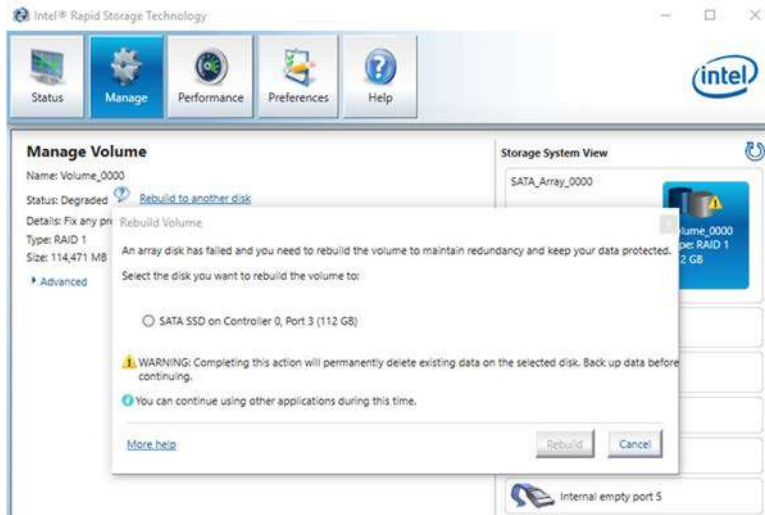 Intel® Rapid Storage Technology
Status
Manage
Performance
Preferences
Help
intel
Manage Volume
Name: Volume_0000
Status: Degraded
Rebuild to another disk
Details: Fix any
Type: RAID 1
Size: 114,471 MB
Advanced
Storage System View
SATA_Array_0000
RAID 1
GB
Rebuild Volume
An array disk has failed and you need to rebuild the volume to maintain redundancy and keep your data protected.
Select the disk you want to rebuild the volume to:
SATA SSD on Controller 0, Port 3 (112 GB)
WARNING: Completing this action will permanently delete existing data on the selected disk. Back up data before
continuing.
You can continue using other applications during this time.
More help
Rebuild
Cancel
Internal empty port 5